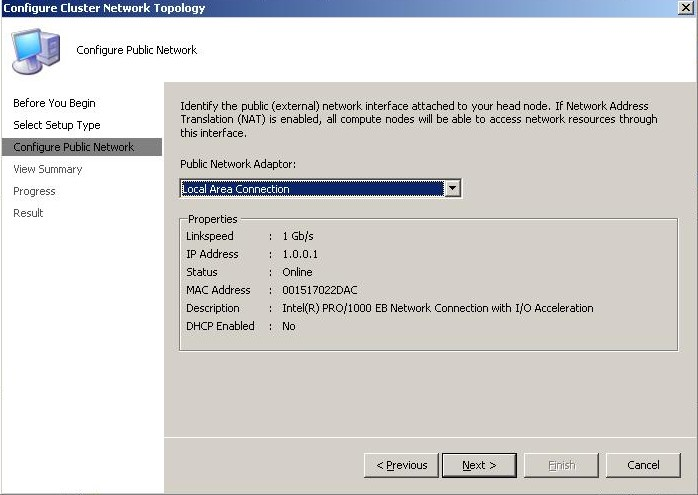 Configure Cluster Network Topology
Configure Public Network
Before You Begin
Select Setup Type
Configure Public Network
View Summary
Progress
Result
Identify the public (external) network interface attached to your head node. If Network Address
Translation (NAT) is enabled, all compute nodes will be able to access network resources through
this interface.
Public Network Adaptor:
Local Area Connection
Properties
Linkspeed : 1 Gb/s
IP Address : 1.0.0.1
Status : Online
MAC Address : 001517022DAC
Description : Intel(R) PRO/1000 EB Network Connection with I/O Acceleration
DHCP Enabled : No
< Previous Next > Finish Cancel